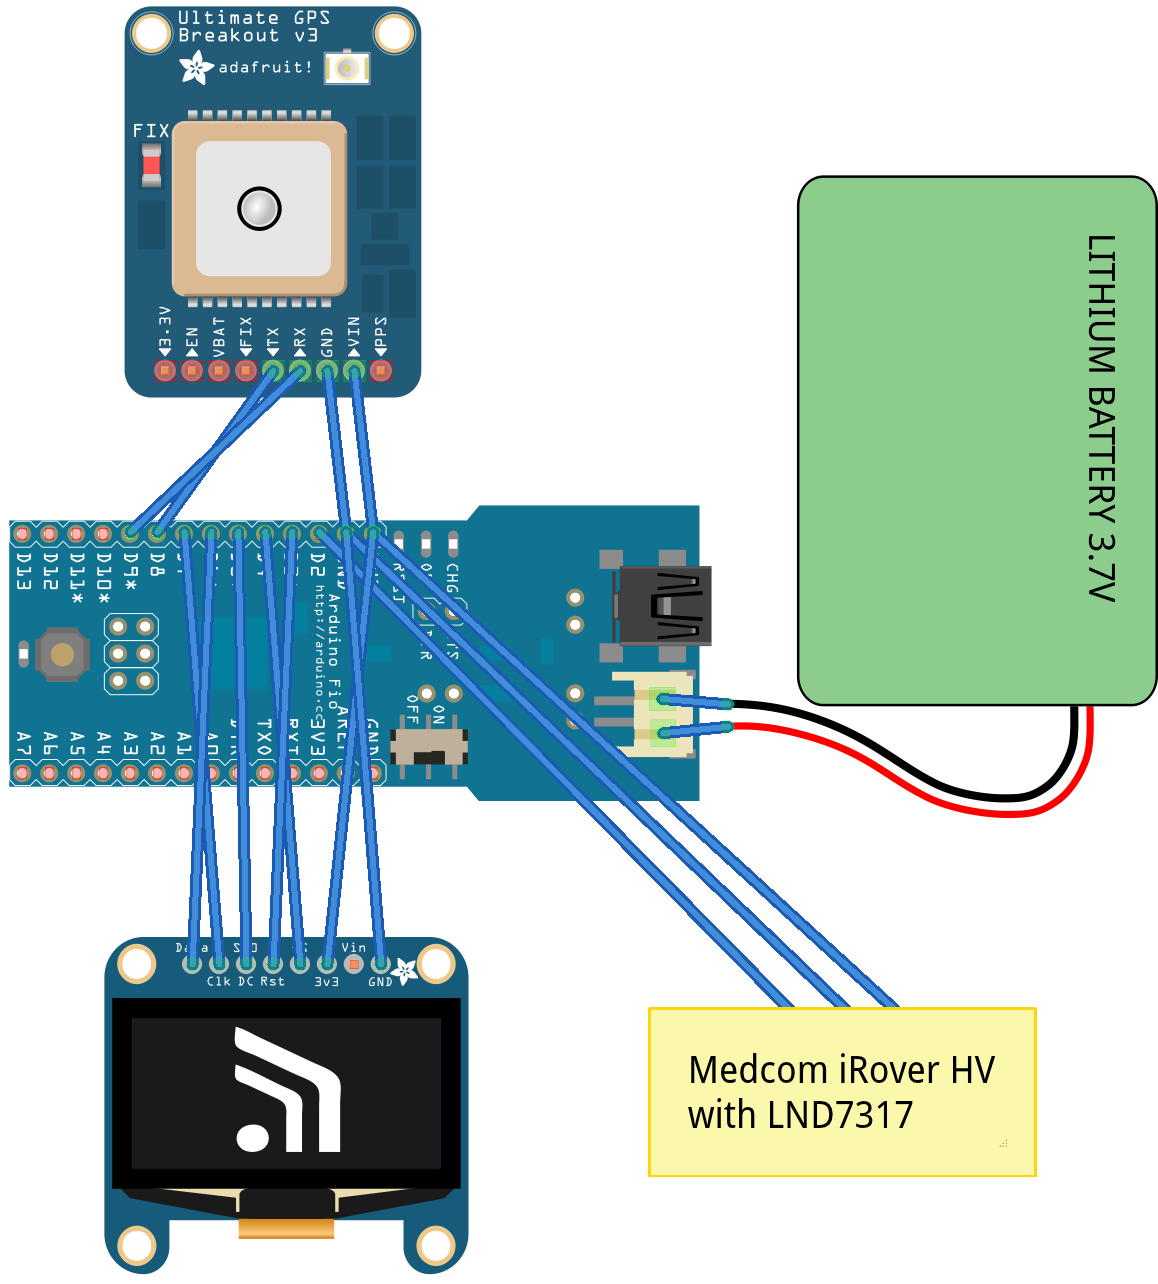 Ultimate GPS
Breakout v3
adafruit!
FIX
3.3V
EN
VBAT
FIX
TX
RX
GND
VIN
PPS
LITHIUM BATTERY 3.7V
D13
D12
D11*
D10*
D9*
D8
D2
CHG
Arduino Fio
http://arduino.cc
OFF
ON
A7
A6
A5
A4
A3
A2
A1
TXO
RXI
3V3
AREF
GND
Vin
Clk
DC
Rst
3v3
GND
Medcom iRover HV
with LND7317